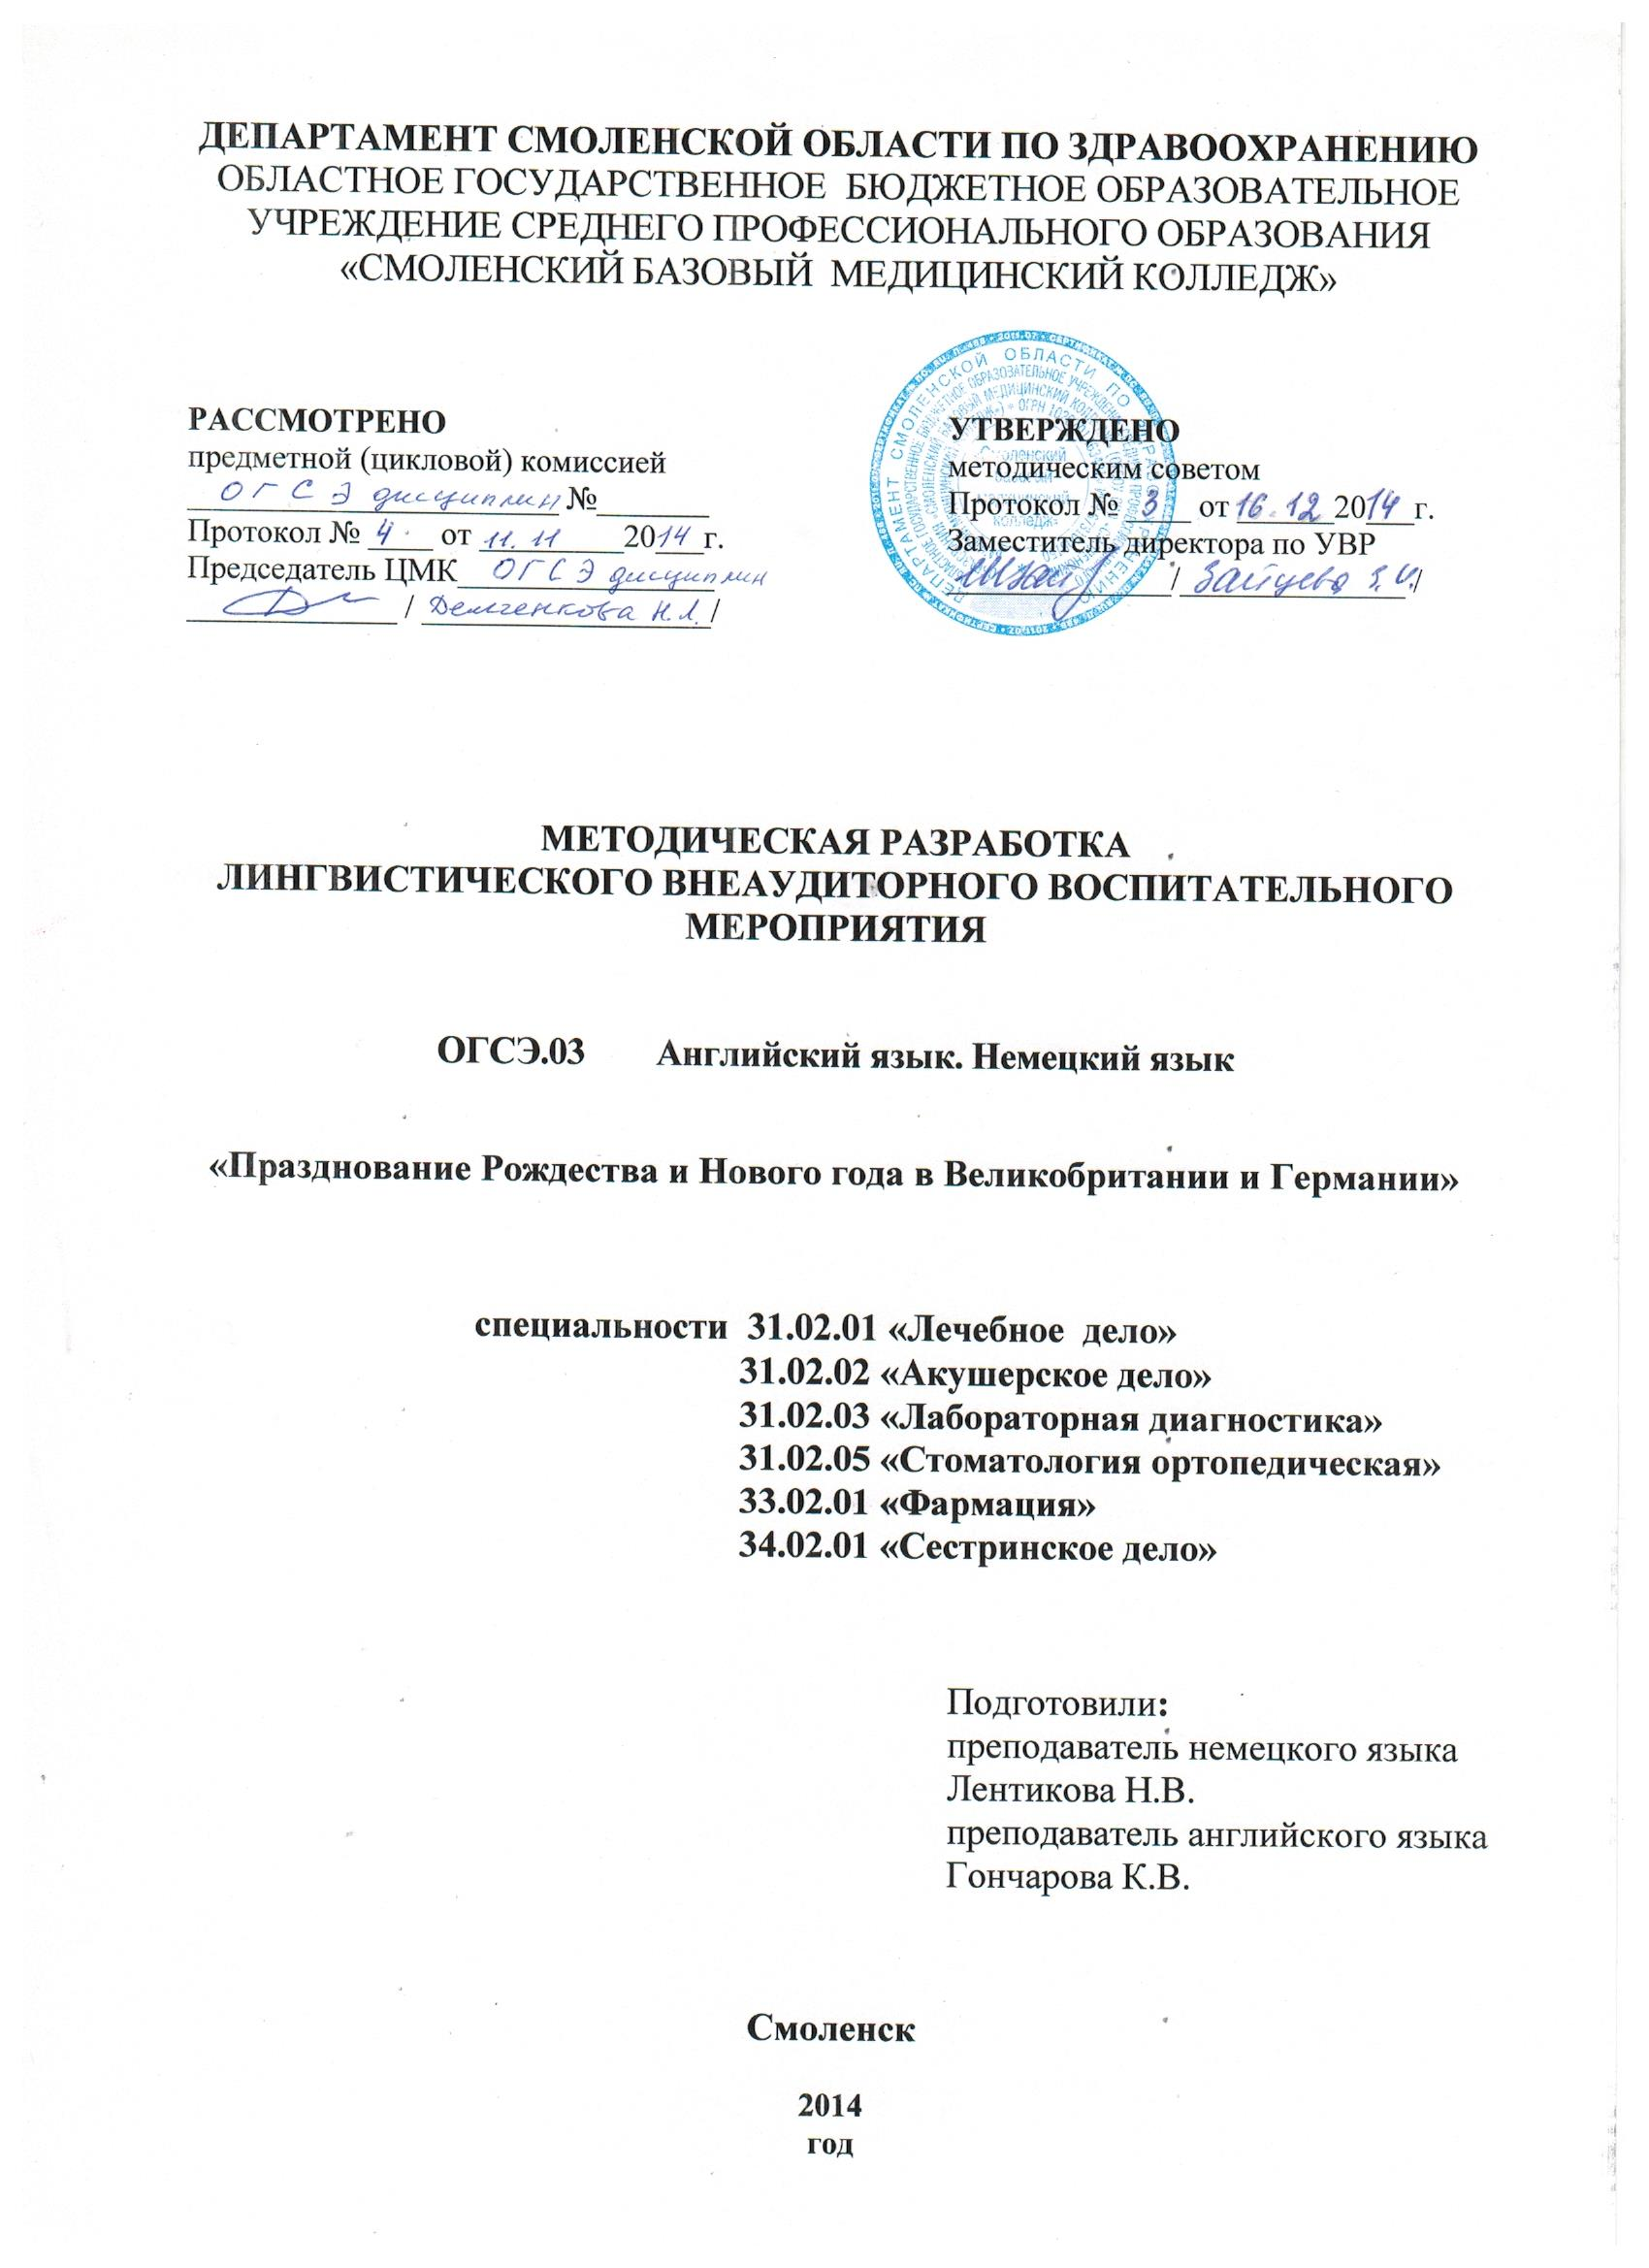 ДЕПАРТАМЕНТ СМОЛЕНСКОЙ ОБЛАСТИ ПО ЗДРАВООХРАНЕНИЮ
ОБЛАСТНОЕ ГОСУДАРСТВЕННОЕ БЮДЖЕТНОЕ ОБРАЗОВАТЕЛЬНОЕ
УЧРЕЖДЕНИЕ СРЕДНЕГО ПРОФЕССИОНАЛЬНОГО ОБРАЗОВАНИЯ
«СМОЛЕНСКИЙ БАЗОВЫЙ МЕДИЦИНСКИЙ КОЛЛЕДЖ»
РАССМОТРЕНО
предметной (цикловой) комиссией
ОГСЭ дисциплин №
Протокол № 4 от 11.11 2014 г.
Председатель ЦМК ОГСЭ дисциплин
/ Демченкова Н.Л. /
УТВЕРЖДЕНО
методическим советом
Протокол № 3 от 16.12 2014 г.
Заместитель директора по УВР
/ Зайцева /
ДЕПАРТАМЕНТ СМОЛЕНСКОЙ ОБЛАСТИ ПО ЗДРАВООХРАНЕНИЮ
МЕТОДИЧЕСКАЯ РАЗРАБОТКА
ЛИНГВИСТИЧЕСКОГО ВНЕАУДИТОРНОГО ВОСПИТАТЕЛЬНОГО
МЕРОПРИЯТИЯ
ОГСЭ.03 Английский язык. Немецкий язык
«Празднование Рождества и Нового года в Великобритании и Германии»
специальности 31.02.01 «Лечебное дело»
31.02.02 «Акушерское дело»
31.02.03 «Лабораторная диагностика»
31.02.05 «Стоматология ортопедическая»
33.02.01 «Фармация»
34.02.01 «Сестринское дело»
Подготовили:
преподаватель немецкого языка
Лентикова Н.В.
преподаватель английского языка
Гончарова К.В.
Смоленск
2014
год